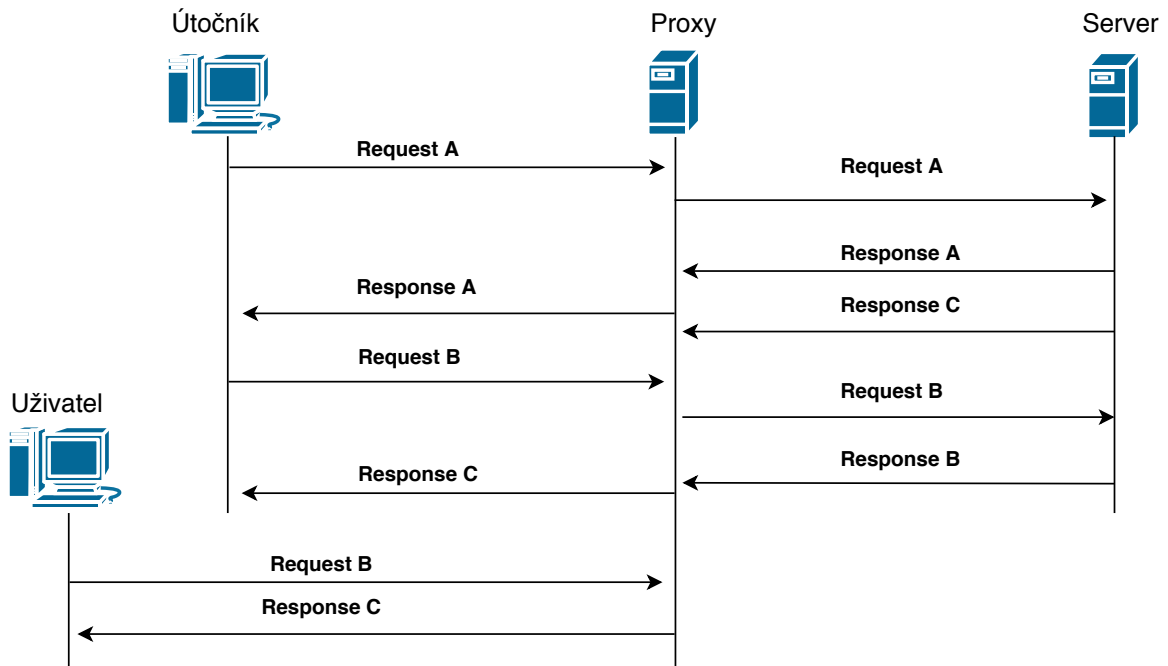 Útočník
Proxy
Server
Request A
Request A
Response A
Response A
Response C
Request B
Request B
Uživatel
Response B
Response C
Request B
Response C